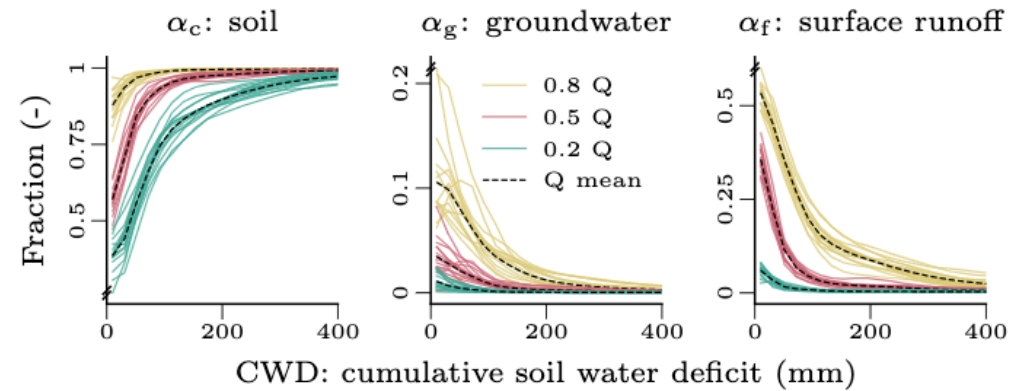 αc: soil
αg: groundwater
αf: surface runoff
Fraction (-)
1
0.75
0.5
0.2
0.1
0
0.5
0.25
0
0.8 Q
0.5 Q
0.2 Q
Q mean
0 200 400
0 200 400
0 200 400
CWD: cumulative soil water deficit (mm)